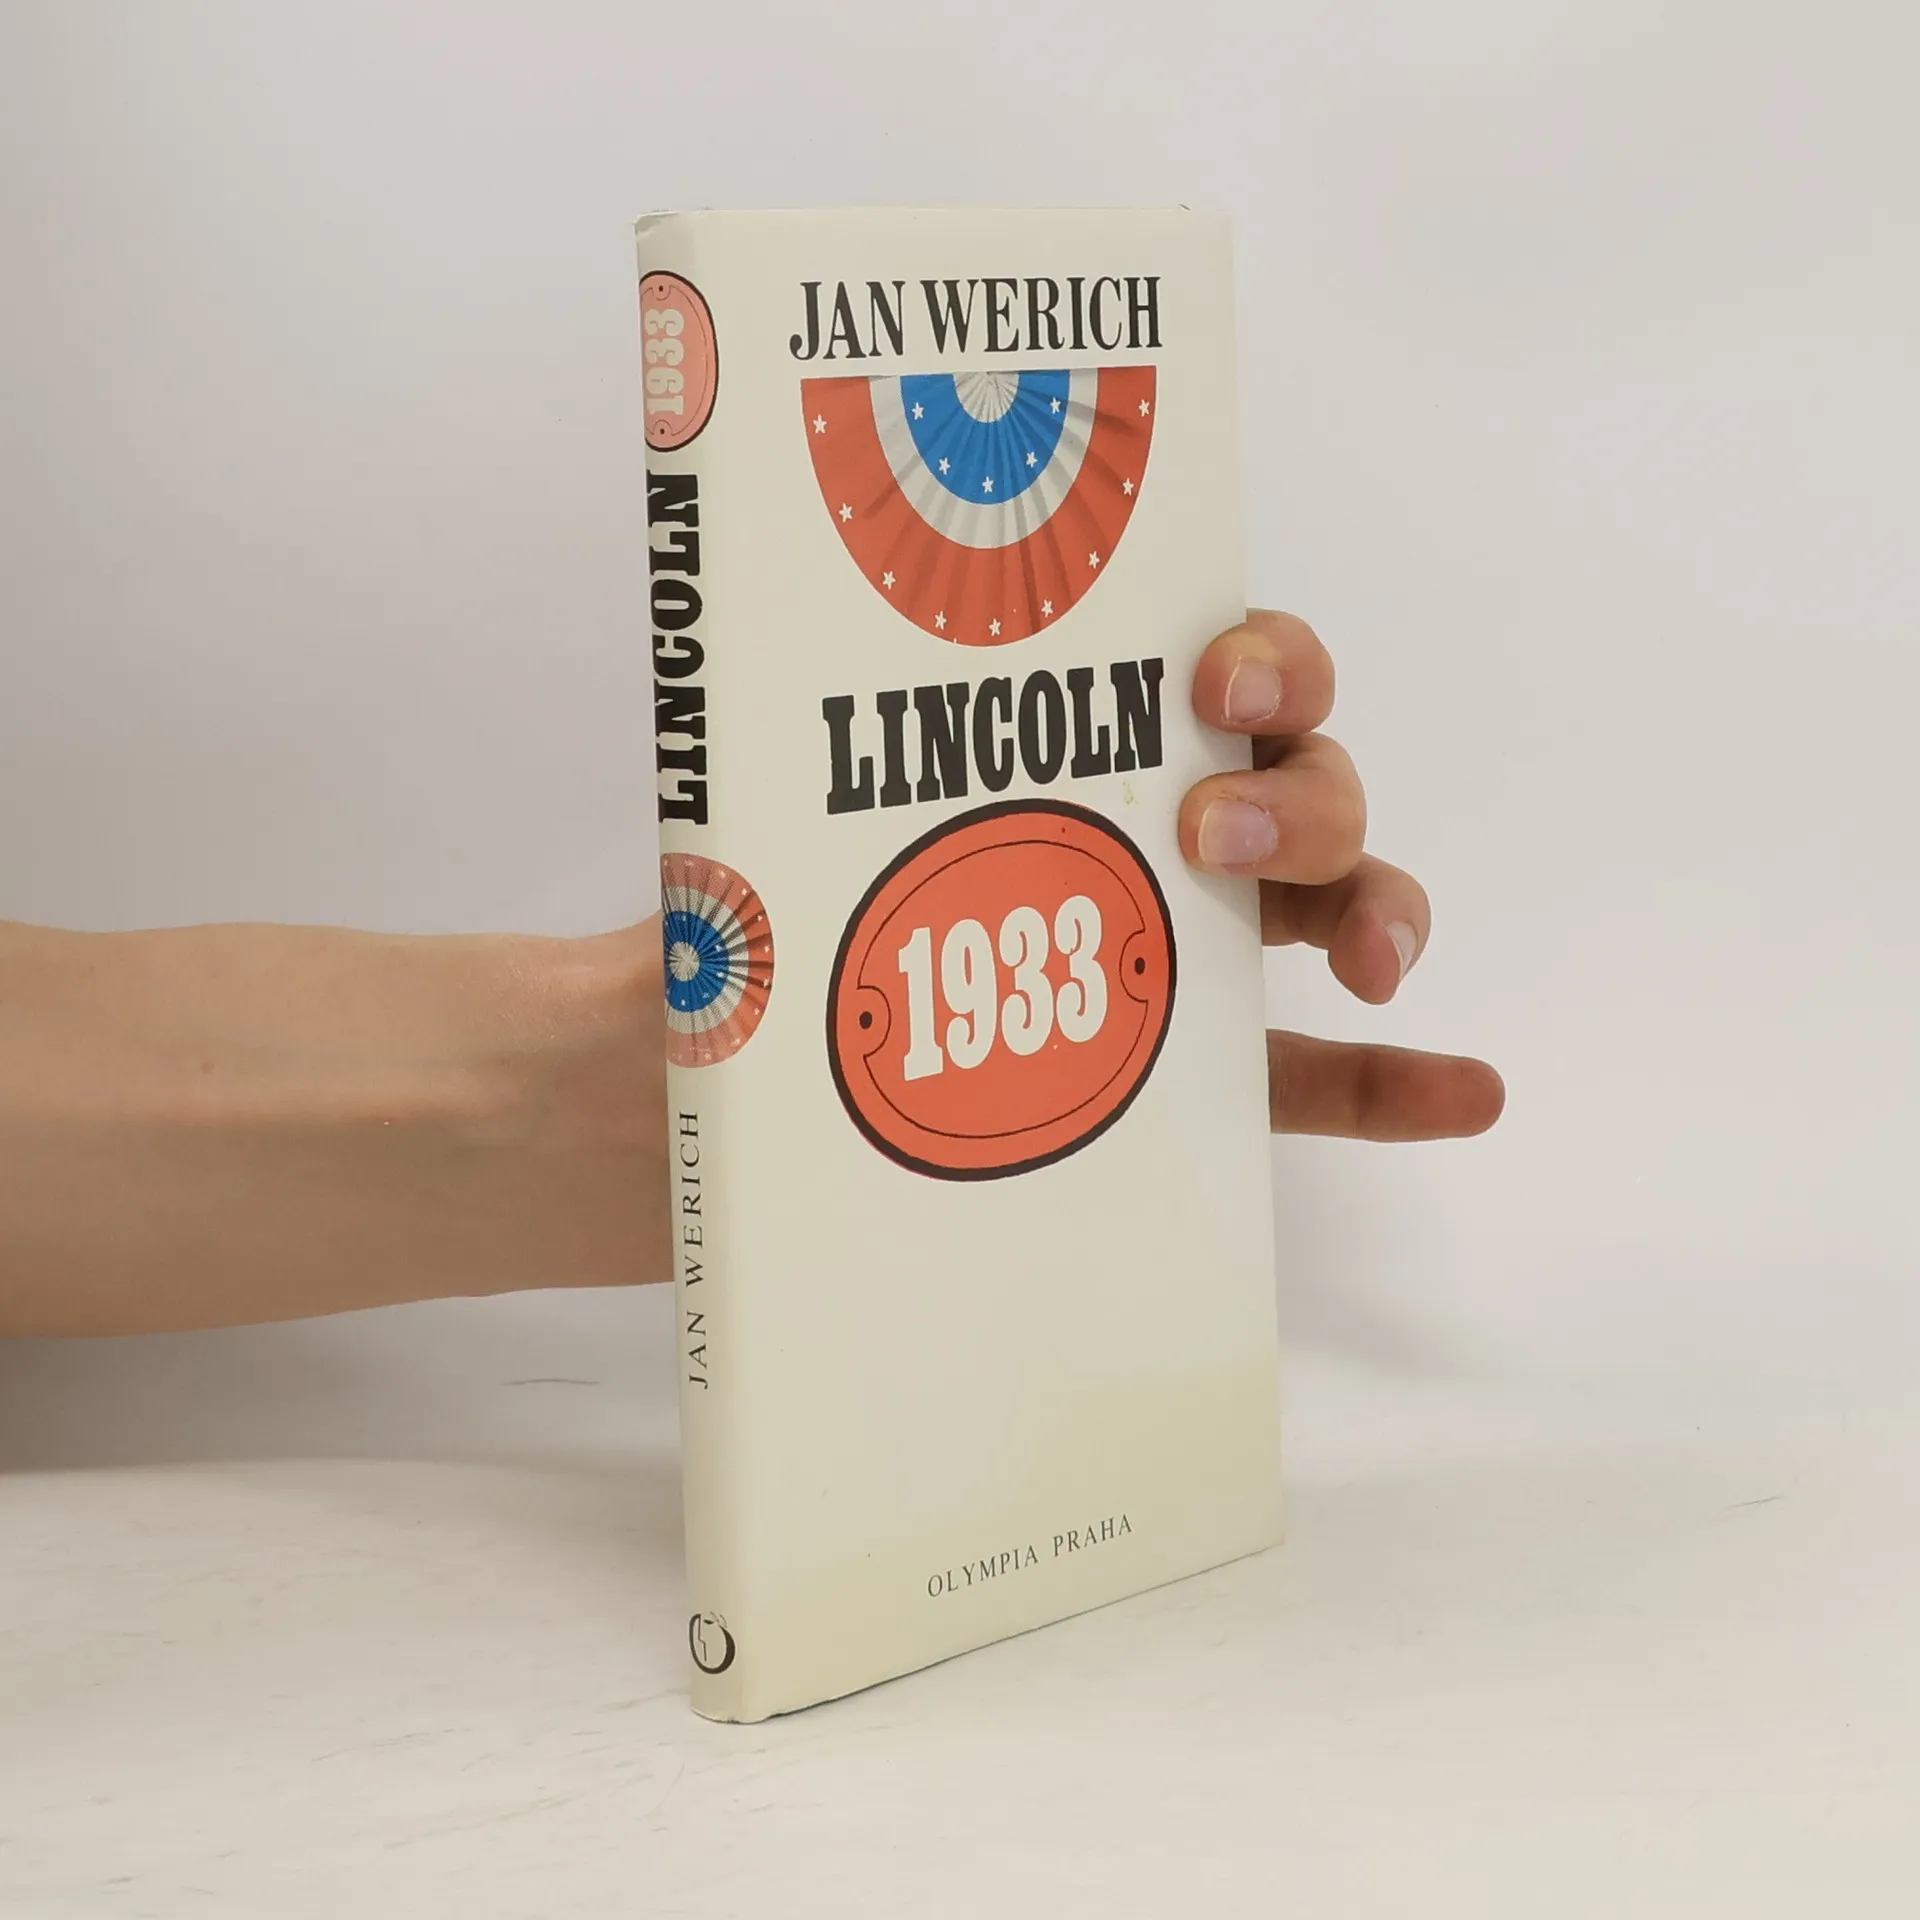 JAN WERICH
LINCOLN
1933
OLYMPIA PRAHA
JAN WERICH
LINCOLN
1933